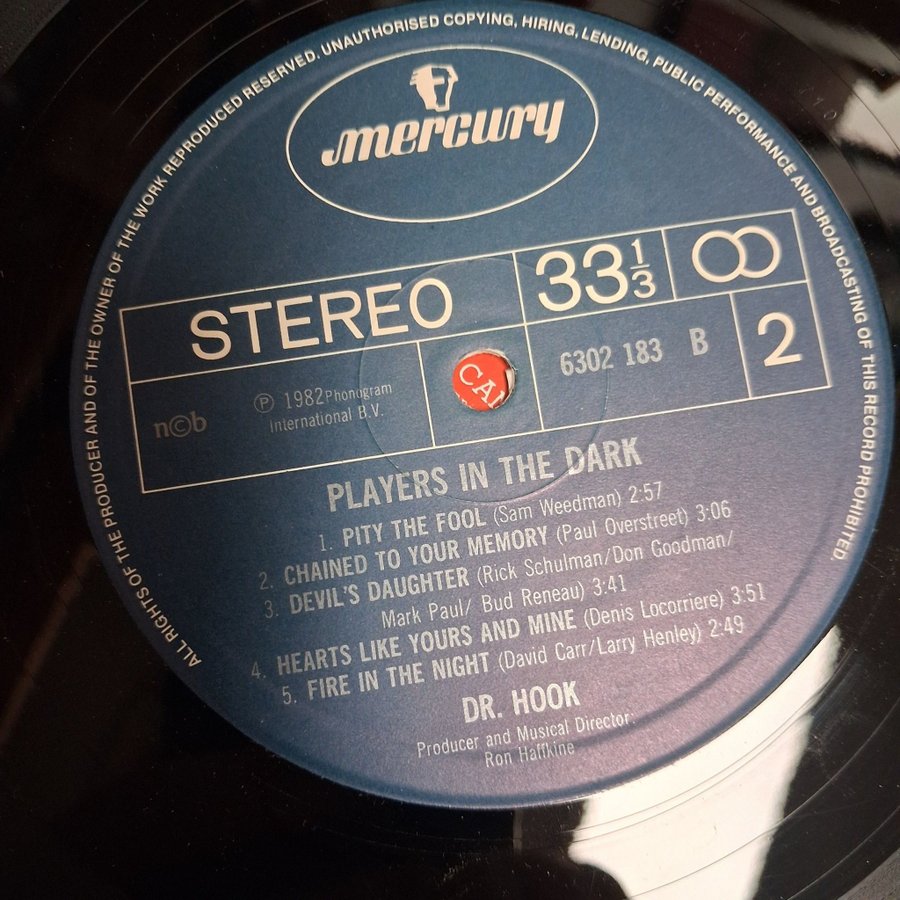 ALL RIGHTS OF THE PRODUCER AND OF THE OWNER OF THE WORK REPRODUCED RESERVED. UNAUTHORISED COPYING, HIRING, LENDING, PUBLIC PERFORMANCE AND BROADCASTING OF THIS RECORD PROHIBITED.
mercury
STEREO
33 1/3
n©b
℗ 1982 Phonogram
International B.V.
CA
6302 183 B
2
PLAYERS IN THE DARK
1. PITY THE FOOL (Sam Weedman) 2:57
2. CHAINED TO YOUR MEMORY (Paul Overstreet) 3:06
3. DEVIL'S DAUGHTER (Rick Schulman/Don Goodman/
Mark Paul/ Bud Reneau) 3:41
4. HEARTS LIKE YOURS AND MINE (Denis Locorriere) 3:51
5. FIRE IN THE NIGHT (David Carr/Larry Henley) 2:49
DR. HOOK
Producer and Musical Director:
Ron Haffkine